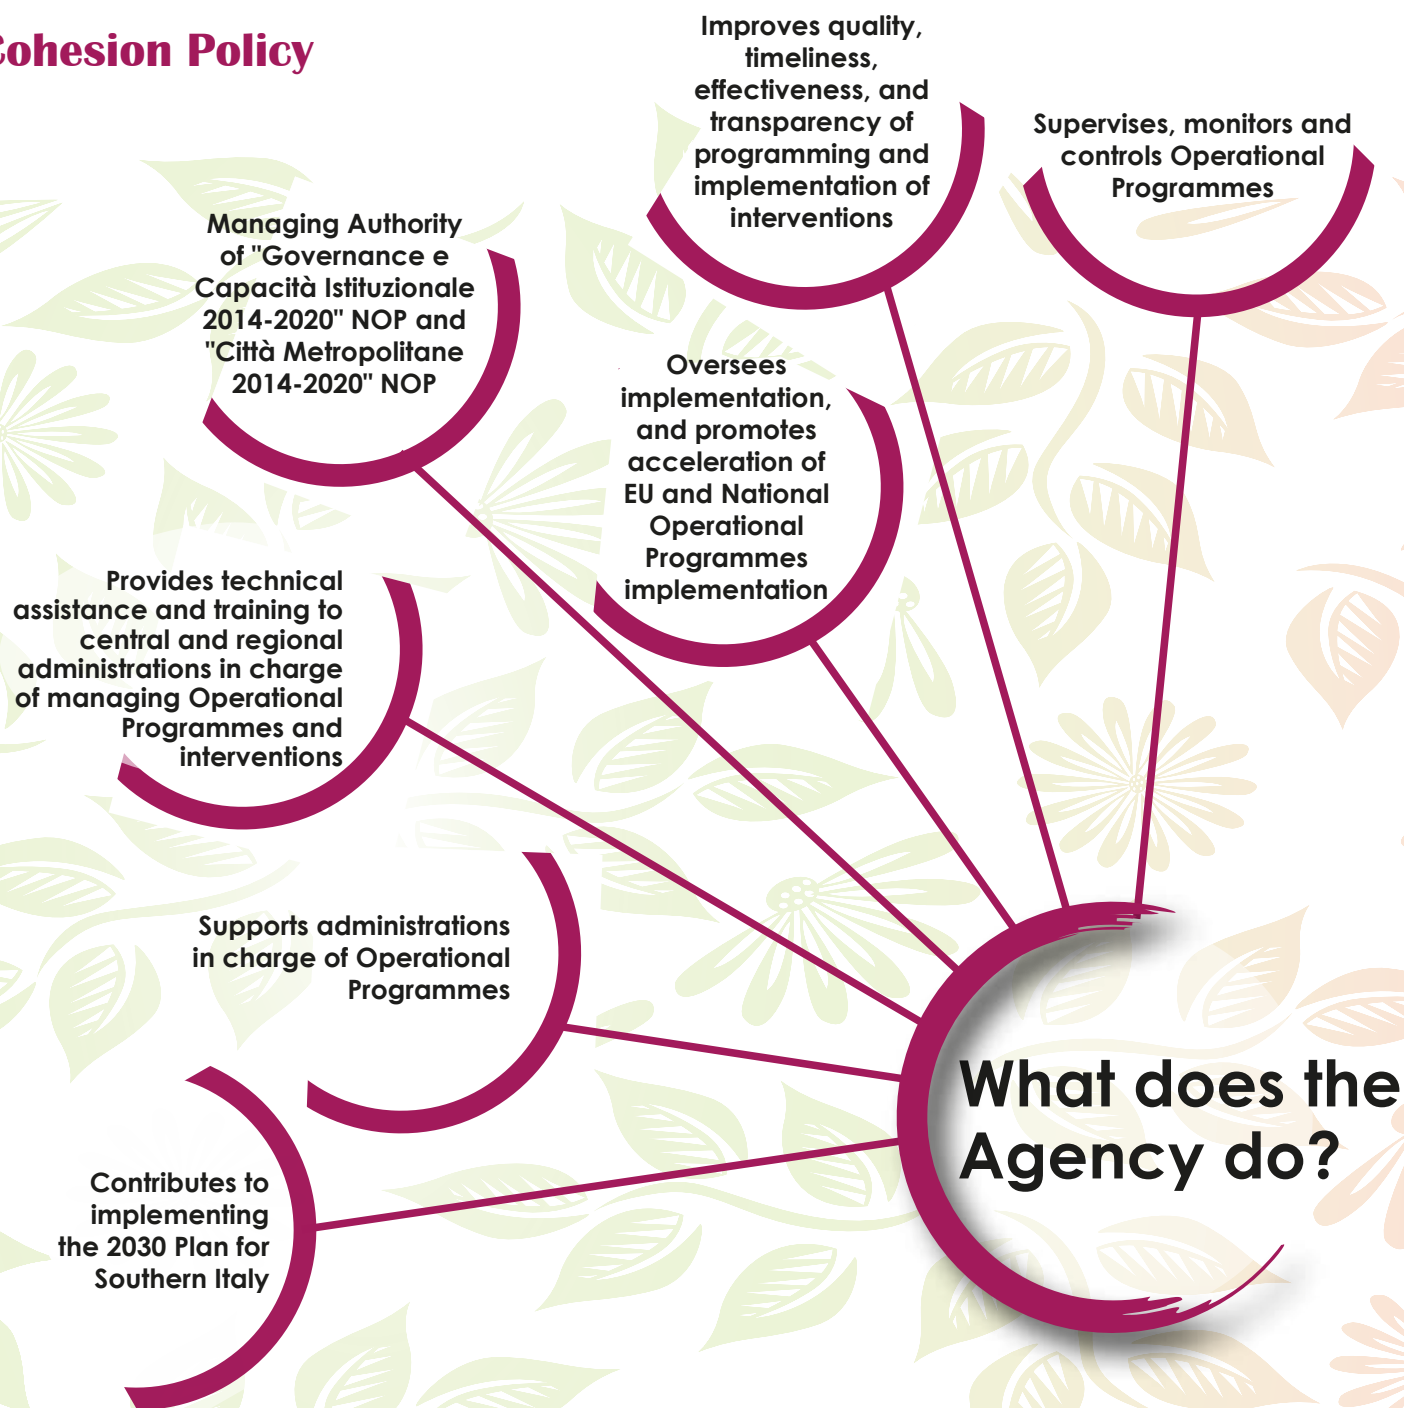 Cohesion Policy
Improves quality,
timeliness,
effectiveness, and
transparency of
programming and
implementation of
interventions
Supervises, monitors and
controls Operational
Programmes
Managing Authority
of "Governance e
Capacità Istituzionale
2014-2020" NOP and
"Città Metropolitane
2014-2020" NOP
Oversees
implementation,
and promotes
acceleration of
EU and National
Operational
Programmes
implementation
Provides technical
assistance and training to
central and regional
administrations in charge
of managing Operational
Programmes and
interventions
Supports administrations
in charge of Operational
Programmes
Contributes to
implementing
the 2030 Plan for
Southern Italy
What does the
Agency do?